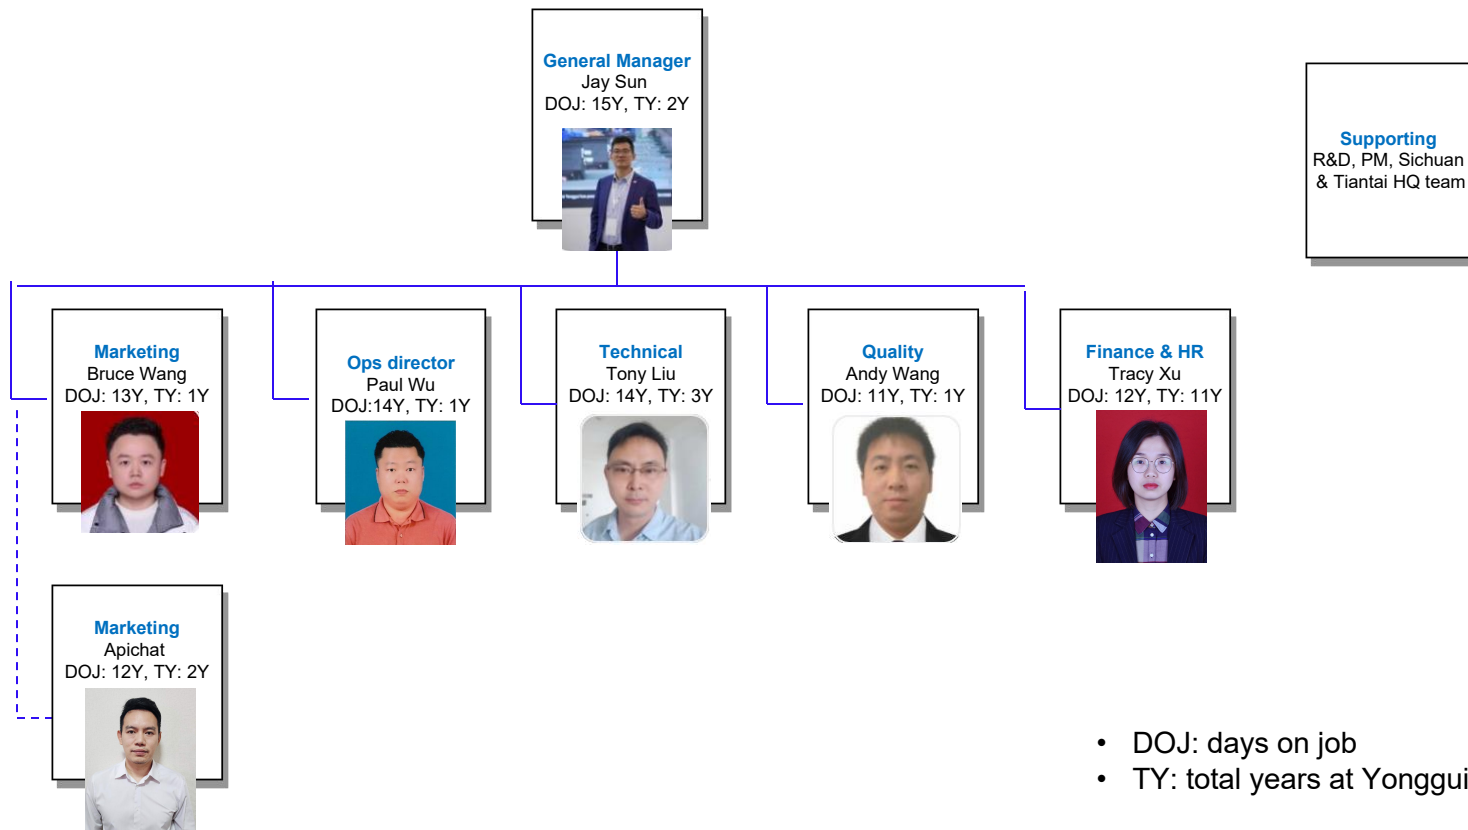 General Manager
Jay Sun
DOJ: 15Y, TY: 2Y
Supporting
R&D, PM, Sichuan
& Tiantai HQ team
Marketing
Bruce Wang
DOJ: 13Y, TY: 1Y
Ops director
Paul Wu
DOJ:14Y, TY: 1Y
Technical
Tony Liu
DOJ: 14Y, TY: 3Y
Quality
Andy Wang
DOJ: 11Y, TY: 1Y
Finance & HR
Tracy Xu
DOJ: 12Y, TY: 11Y
Marketing
Apichat
DOJ: 12Y, TY: 2Y
• DOJ: days on job
• TY: total years at Yonggui